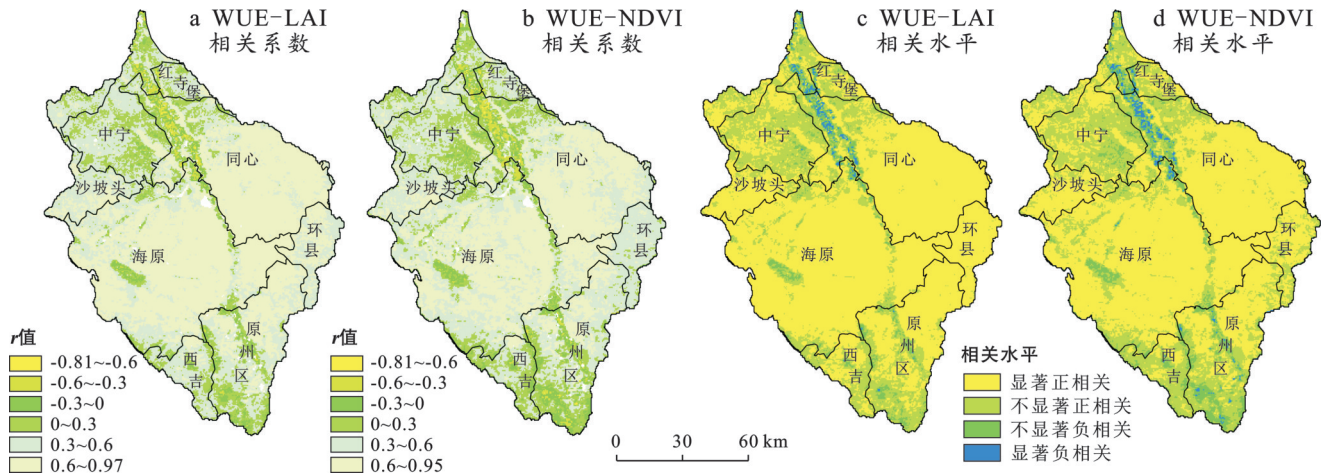 a WUE-LAI
相关系数
红寺堡
中宁
同心
沙坡头
环县
海原
原州区
西吉
r值
-0.81~-0.6
-0.6~-0.3
-0.3~0
0~0.3
0.3~0.6
0.6~0.97
b WUE-NDVI
相关系数
红寺堡
中宁
同心
沙坡头
环县
海原
原州区
西吉
r值
-0.81~-0.6
-0.6~-0.3
-0.3~0
0~0.3
0.3~0.6
0.6~0.95
0 30 60 km
c WUE-LAI
相关水平
红寺堡
中宁
同心
沙坡头
环县
海原
原州区
西吉
d WUE-NDVI
相关水平
红寺堡
中宁
同心
沙坡头
环县
海原
原州区
西吉
相关水平
显著正相关
不显著正相关
不显著负相关
显著负相关